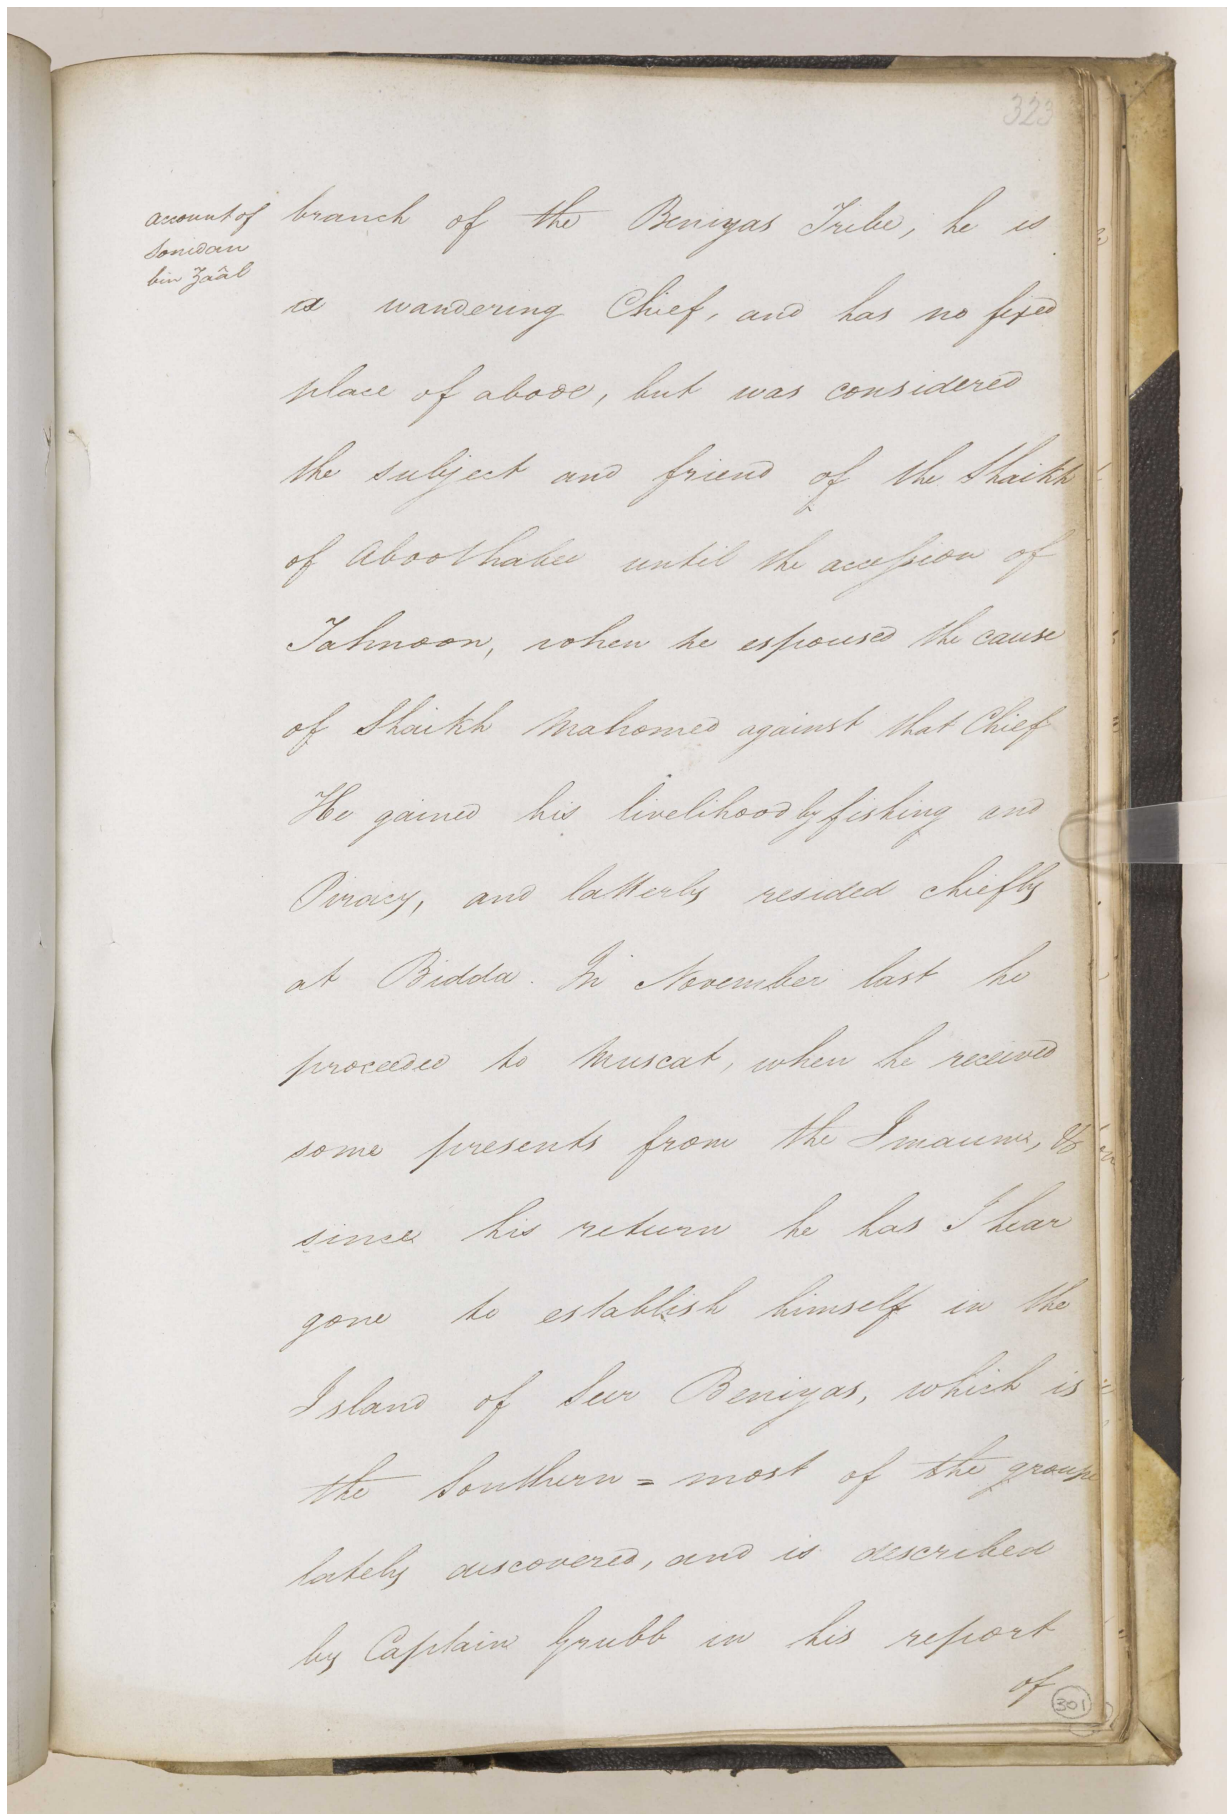 323
account of
Souidan
bin Zaâl
branch of the Beniyas Tribe, he is
a wandering Chief, and has no fixed
place of abode, but was considered
the subject and friend of the Shaikh
of Aboothabee until the accession of
Tahnoon, when he espoused the cause
of Shaikh Mahomed against that Chief
He gained his livelihood by fishing and
Piracy, and latterly resided chiefly
at Bidda. In November last he
proceeded to Muscat, when he received
some presents from the Imaum, &
since his return he has I hear
gone to establish himself in the
Island of Seer Beniyas, which is
the Southern = most of the groupe
lately discovered, and is described
by Captain Grubb in his report
of
301